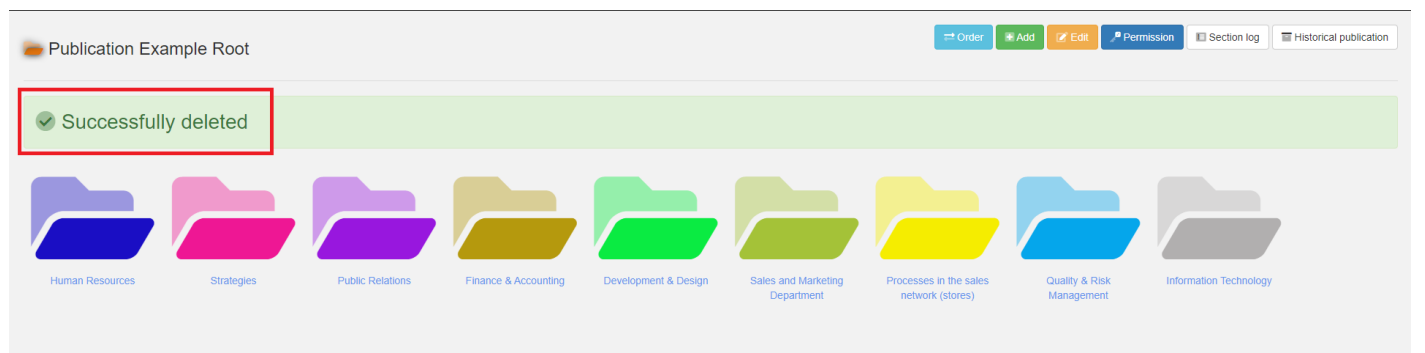 Publication Example Root
Order
Add
Edit
Permission
Section log
Historical publication
Successfully deleted
Human Resources
Strategies
Public Relations
Finance & Accounting
Development & Design
Sales and Marketing
Department
Processes in the sales
network (stores)
Quality & Risk
Management
Information Technology